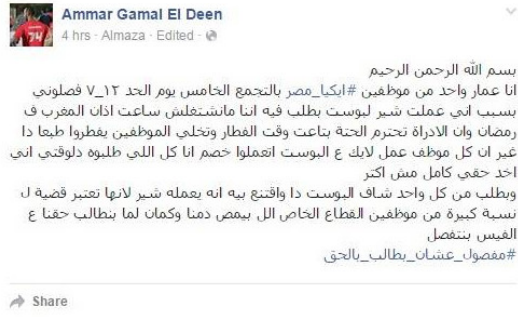 Ammar Gamal El Deen
4 hrs · Almaza · Edited ·
بسم الله الرحمن الرحيم
انا عمار واحد من موظفين #ايكيا_مصر بالتجمع الخامس يوم الحد ١٢_٧ فصلوني
بسبب اني عملت شير لبوست بطلب فيه اننا مانشتغلش ساعت اذان المغرب ف
رمضان وان الادراة تحترم الحتة بتاعت وقت الفطار وتخلي الموظفين يفطروا طبعا دا
غير ان كل موظف عمل لايك ع البوست اتعملوا خصم انا كل اللي طلبوه دلوقتي اني
اخد حقي كامل مش اكتر
وبطلب من كل واحد شاف البوست دا واقتنع بيه انه يعمله شير لانها تعتبر قضية ل
نسبة كبيرة من موظفين القطاع الخاص الل بيمص دمنا وكمان لما بنطالب حقنا ع
الفيس بنتفصل
#مفصول_عشان_بطالب_بالحق
Share